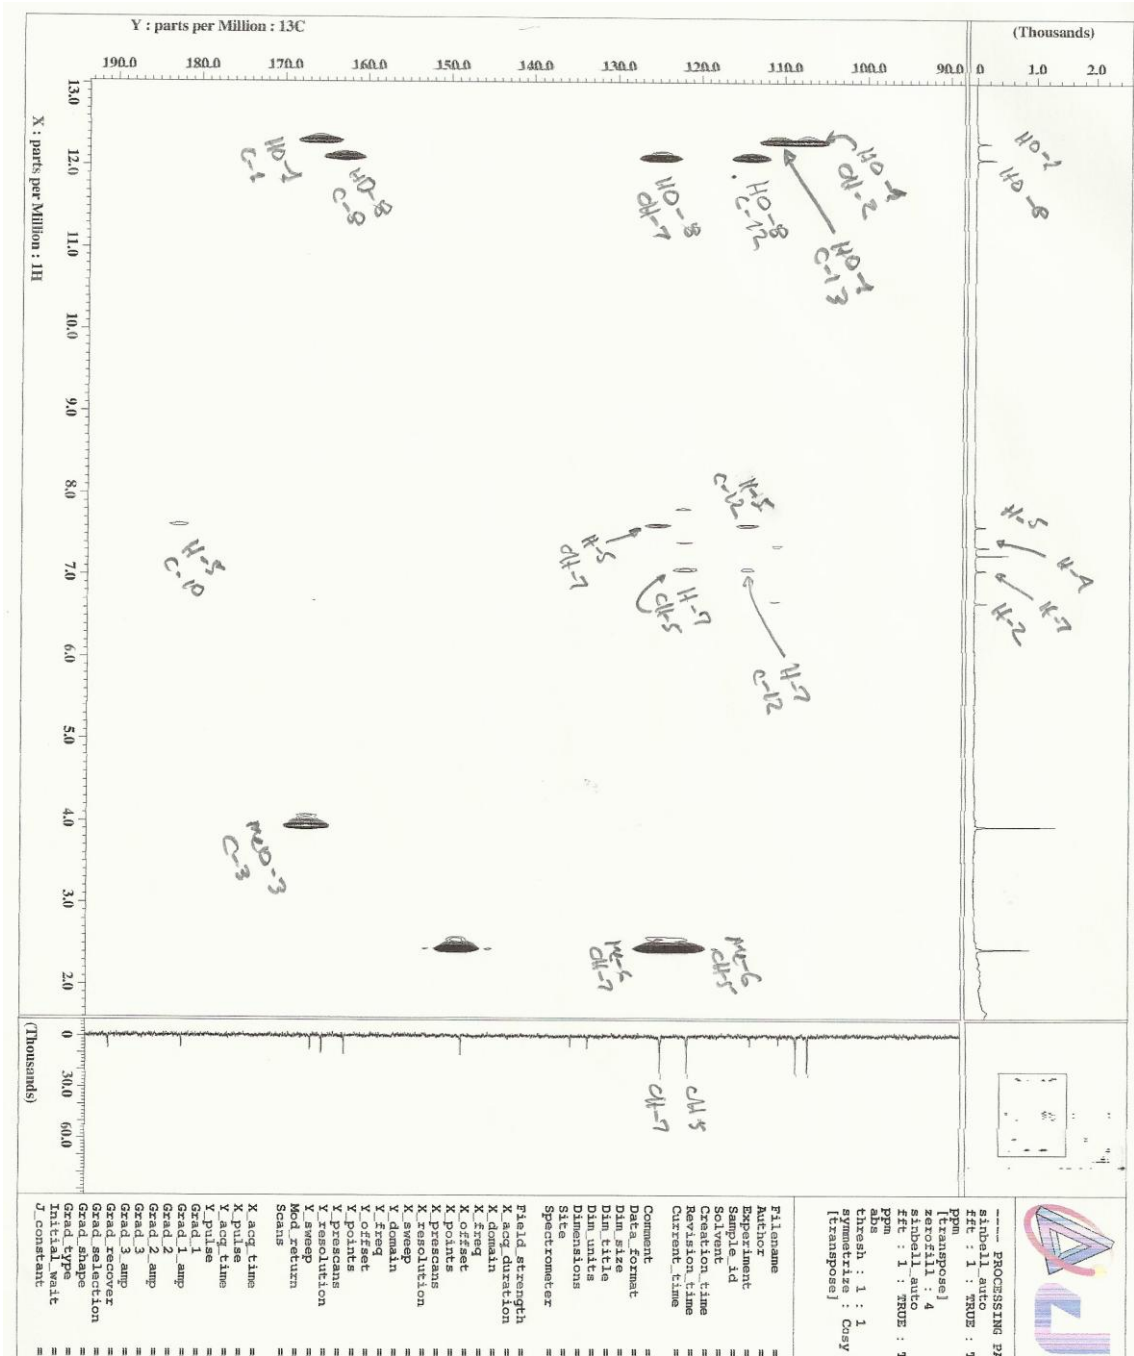 Y : parts per Million : 13C
190.0
180.0
170.0
160.0
150.0
140.0
130.0
120.0
110.0
100.0
90.0
(Thousands)
0
1.0
2.0
X : parts per Million : 1H
13.0
12.0
11.0
10.0
9.0
8.0
7.0
6.0
5.0
4.0
3.0
2.0
HO-1
HO-8
C-8
HO-8
CH-7
HO-8
C-12
CH-2
HO-1
C-13
HO-8
H-5
C-10
H-5
CH-7
H-5
C-12
H-7
CH-5
H-7
C-12
H-5
H-4
H-7
H-2
MeO-3
C-3
CH-7
Me-6
CH-5
CH-7
CH-5
(Thousands)
0
30.0
60.0
---- PROCESSING PA
sinbell_auto
fft : 1 : TRUE : T
ppm
[transpose]
zerofill : 4
sinbell_auto
fft : 1 : TRUE : T
ppm
abs
thresh : 1 : 1
symmetrize : Cosy
[transpose]
Filename =
Author =
Experiment =
Sample_id =
Solvent =
Creation_time =
Revision_time =
Current_time =
Comment =
Data_format =
Dim_size =
Dim_title =
Dim_units =
Dimensions =
Site =
Spectrometer =
Field_strength =
X_acq_duration =
X_domain =
X_freq =
X_offset =
X_points =
X_prescans =
X_resolution =
X_sweep =
Y_domain =
Y_freq =
Y_offset =
Y_points =
Y_prescans =
Y_resolution =
Y_sweep =
Mod_return =
Scans =
X_acq_time =
X_pulse =
Y_acq_time =
Y_pulse =
Grad_1 =
Grad_1_amp =
Grad_2 =
Grad_2_amp =
Grad_3 =
Grad_3_amp =
Grad_recover =
Grad_selection =
Grad_shape =
Grad_type =
Initial_wait =
J_constant =